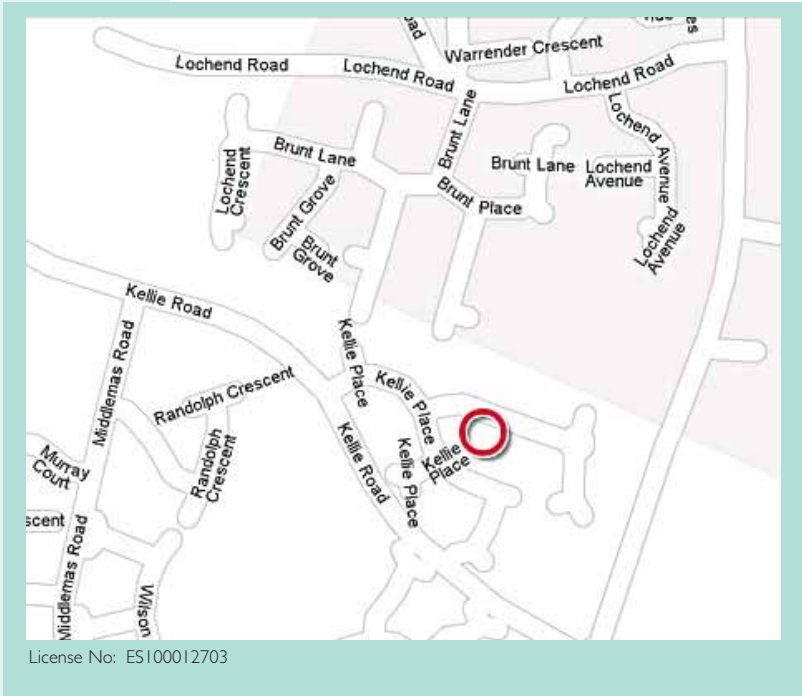 Warrender Crescent
Lochend Road
Lochend Road
Lochend Road
Lochend
Avenue
Brunt Lane
Brunt Lane
Brunt Lane
Lochend
Avenue
Lochend
Crescent
Brunt Place
Brunt Grove
Brunt
Grove
Lochend
Avenue
Kellie Road
Kellie Place
Middlemas Road
Randolph Crescent
Kellie Place
Randolph
Crescent
Kellie Road
Kellie Place
Kellie
Place
Murray
Court
scent
Middlemas Road
Wilson
License No: ES100012703